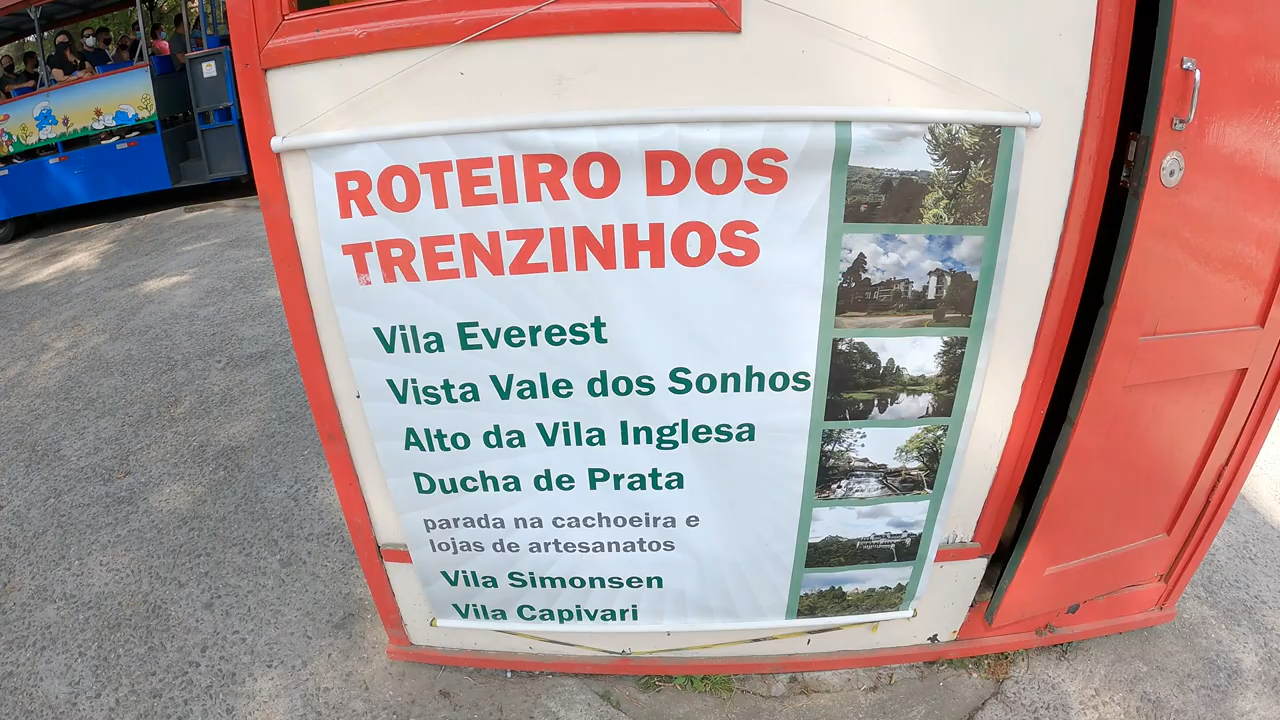 ROTEIRO DOS
TRENZINHOS
Vila Everest
Vista Vale dos Sonhos
Alto da Vila Inglesa
Ducha de Prata
parada na cachoeira e
lojas de artesanatos
Vila Simonsen
Vila Capivari